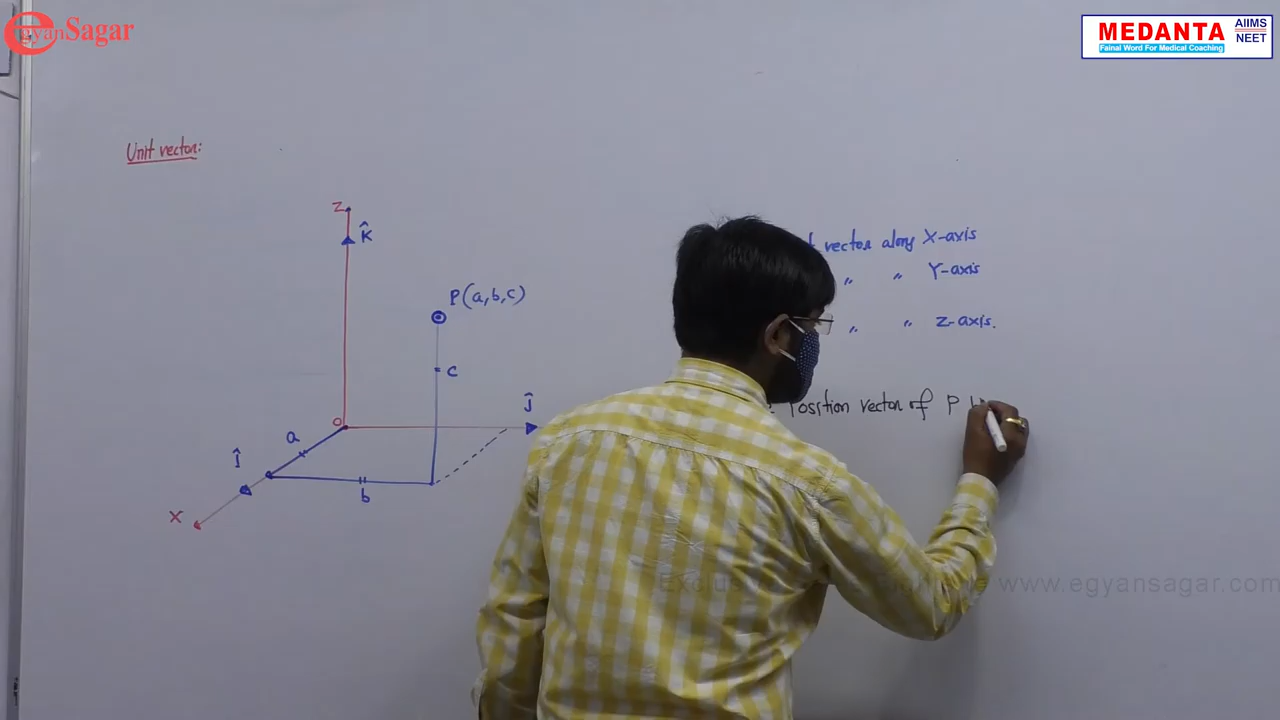 egyanSagar
MEDANTA
AIIMS
NEET
Fainal Word For Medical Coaching
Unit vector:
Z
K̂
P(a,b,c)
c
O
a
Ĵ
Î
b
X
vector along X-axis
" " Y-axis
" " Z-axis.
Position vector of P
www.egyansagar.com